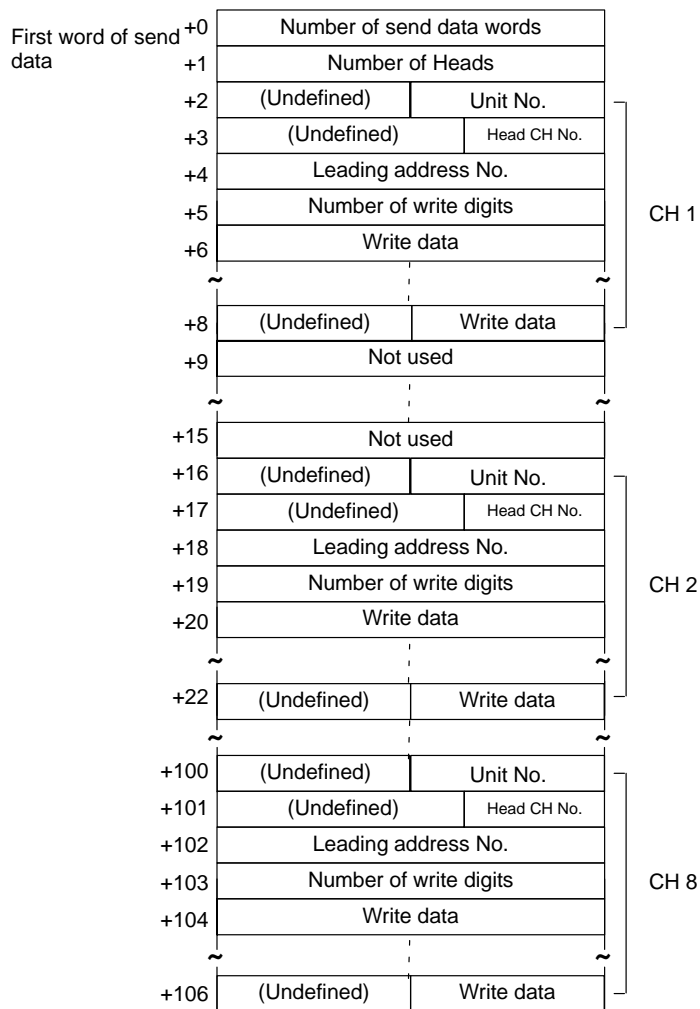 First word of send data
+0 Number of send data words
+1 Number of Heads
+2 (Undefined) Unit No.
+3 (Undefined) Head CH No.
+4 Leading address No.
+5 Number of write digits
+6 Write data
CH 1
~ ~
+8 (Undefined) Write data
+9 Not used
~ ~
+15 Not used
+16 (Undefined) Unit No.
+17 (Undefined) Head CH No.
+18 Leading address No.
+19 Number of write digits
+20 Write data
CH 2
~ ~
+22 (Undefined) Write data
~ ~
+100 (Undefined) Unit No.
+101 (Undefined) Head CH No.
+102 Leading address No.
+103 Number of write digits
+104 Write data
CH 8
~ ~
+106 (Undefined) Write data